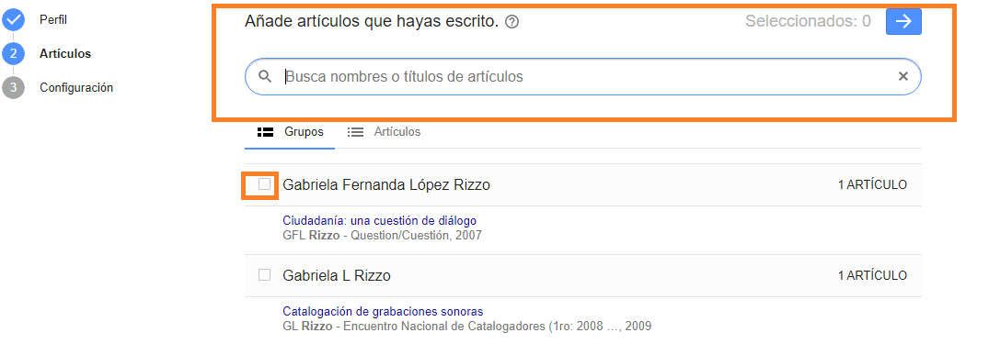 Perfil
2 Artículos
3 Configuración
Añade artículos que hayas escrito. ? Seleccionados: 0
Busca nombres o títulos de artículos
Grupos Artículos
Gabriela Fernanda López Rizzo 1 ARTÍCULO
Ciudadanía: una cuestión de diálogo
GFL Rizzo - Question/Cuestión, 2007
Gabriela L Rizzo 1 ARTÍCULO
Catalogación de grabaciones sonoras
GL Rizzo - Encuentro Nacional de Catalogadores (1ro: 2008 …, 2009